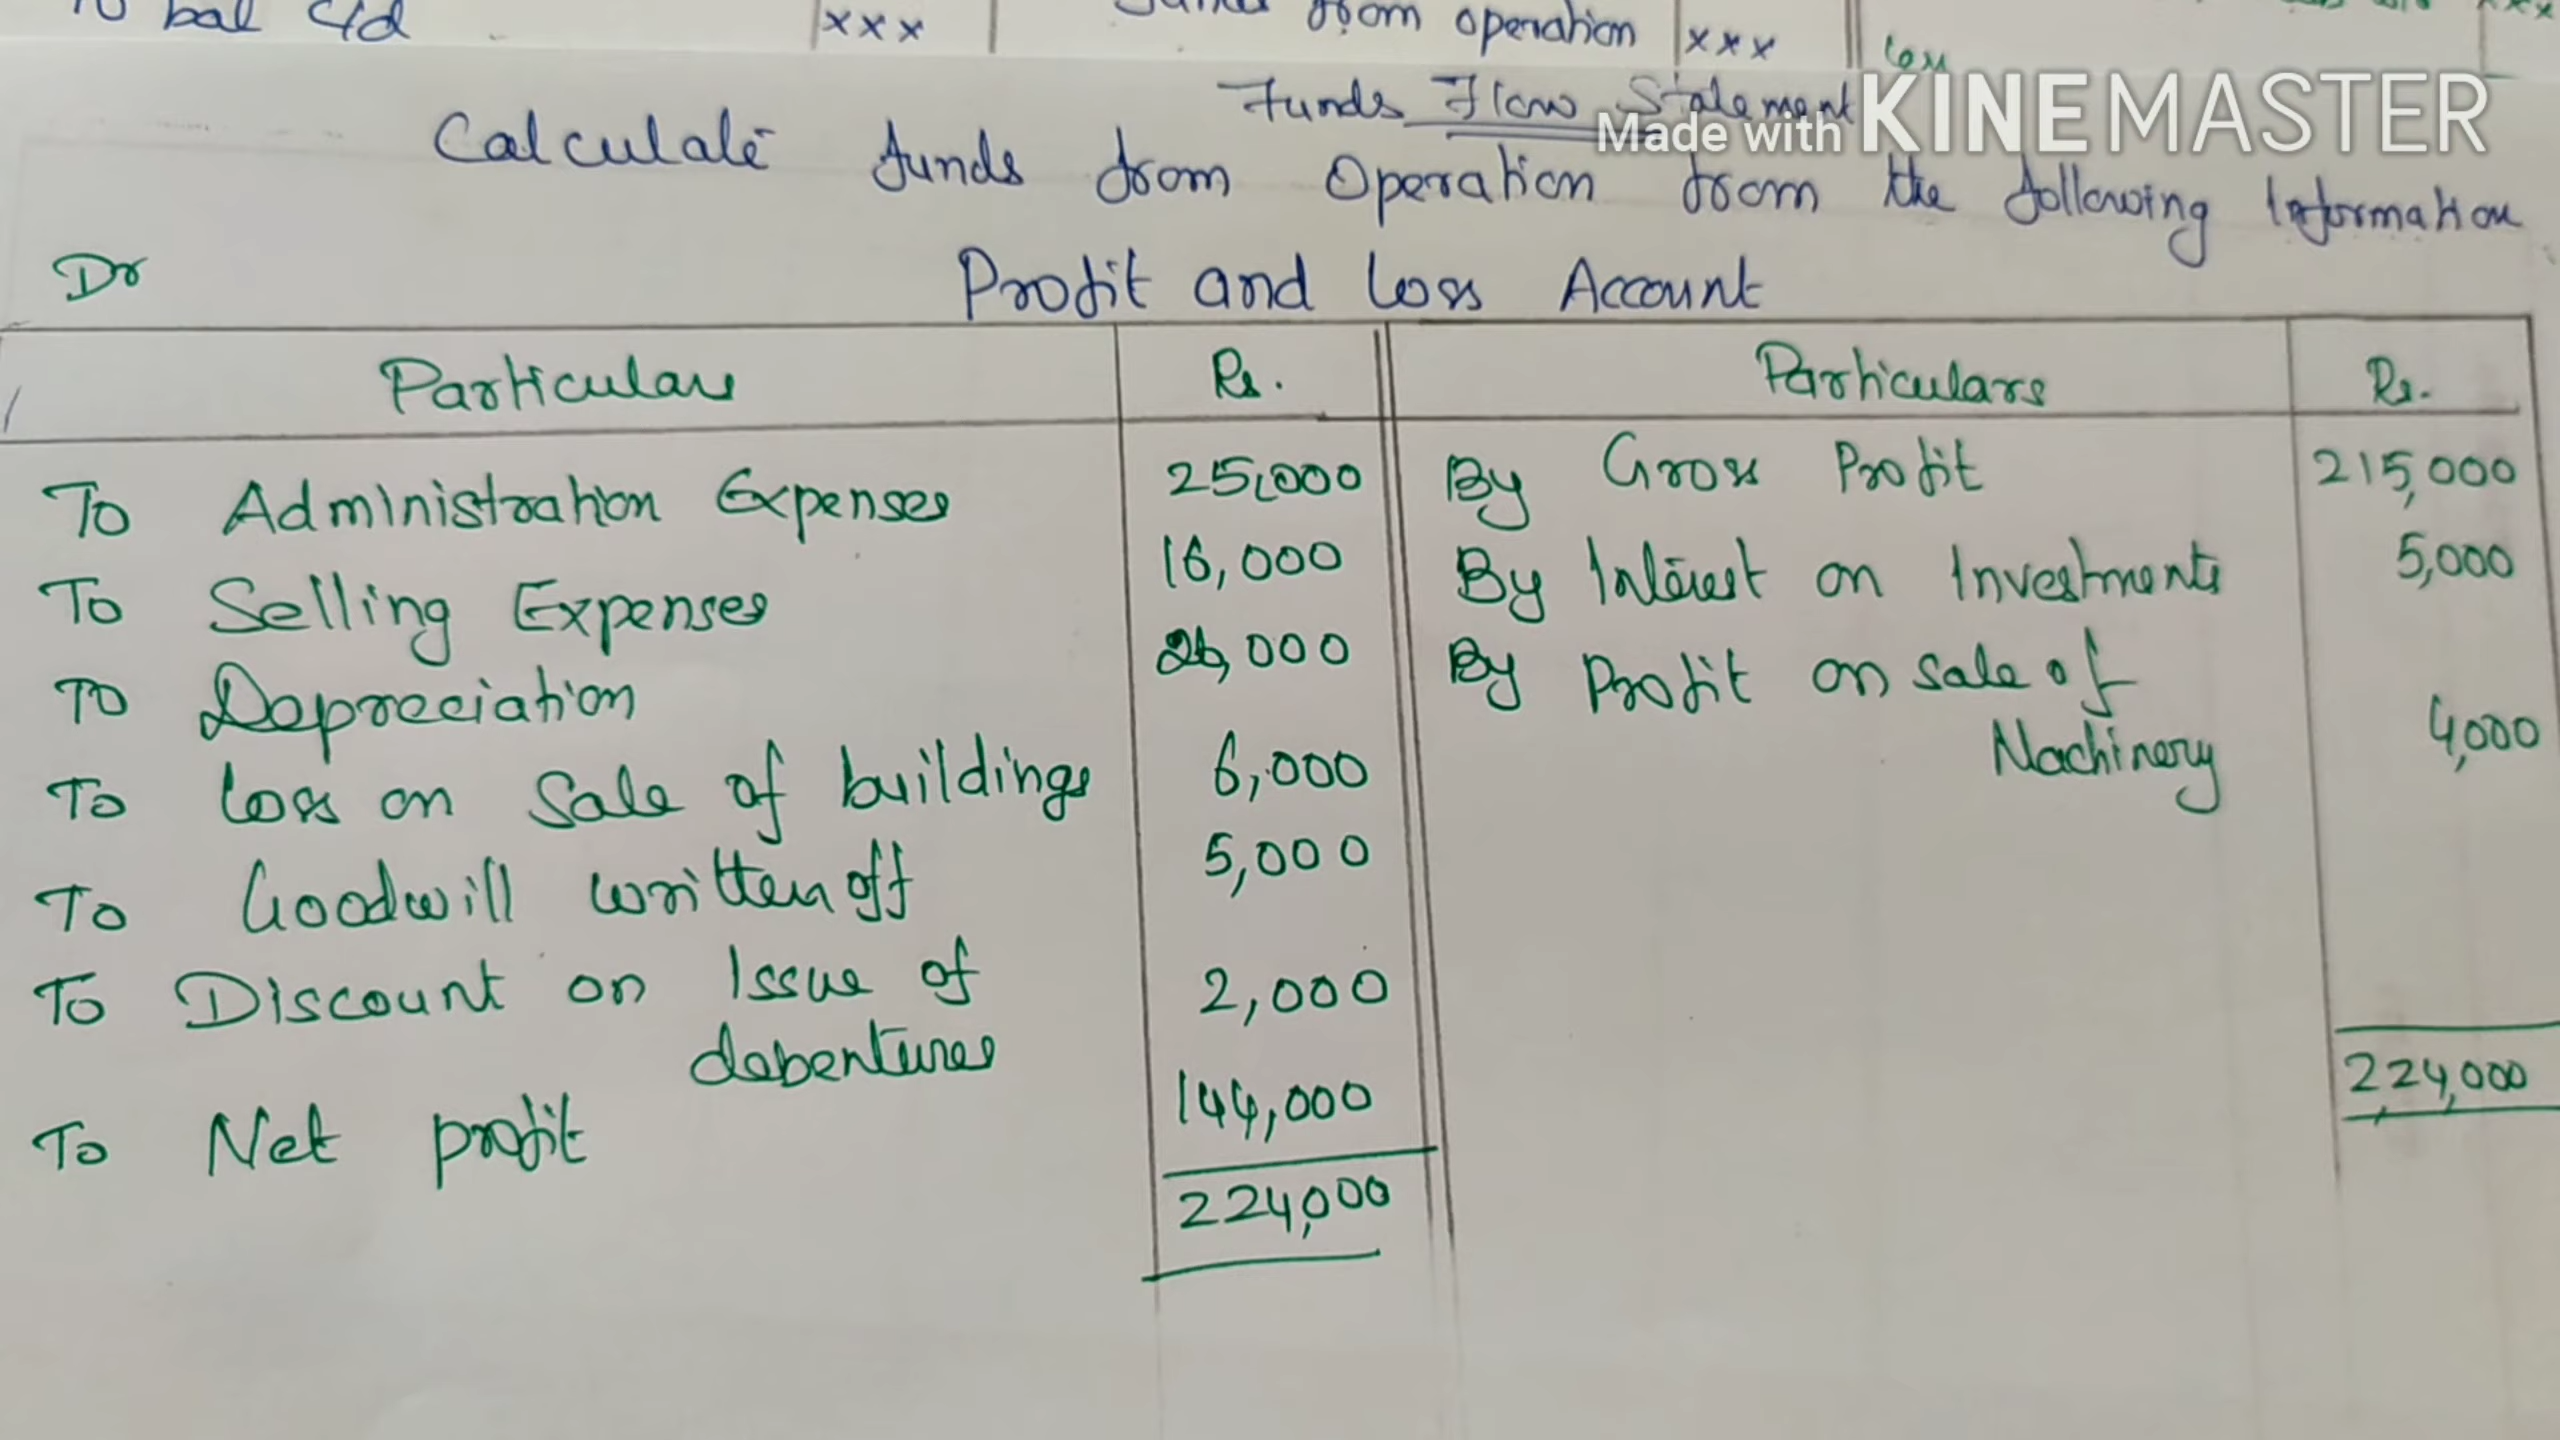 To bal c/d xxx from operation xxx
Funds Flow Statement
Made with KINEMASTER
Calculate funds from Operation from the following Information
Dr Profit and Loss Account
Particulars Rs. Particulars Rs.
To Administration Expenses 25,000 By Gross Profit 215,000
To Selling Expenses 16,000 By Interest on Investments 5,000
To Depreciation 26,000 By Profit on sale of
Machinery 4,000
To Loss on Sale of buildings 6,000
To Goodwill written off 5,000
To Discount on Issue of
debentures 2,000
To Net profit 144,000
224,000 224,000